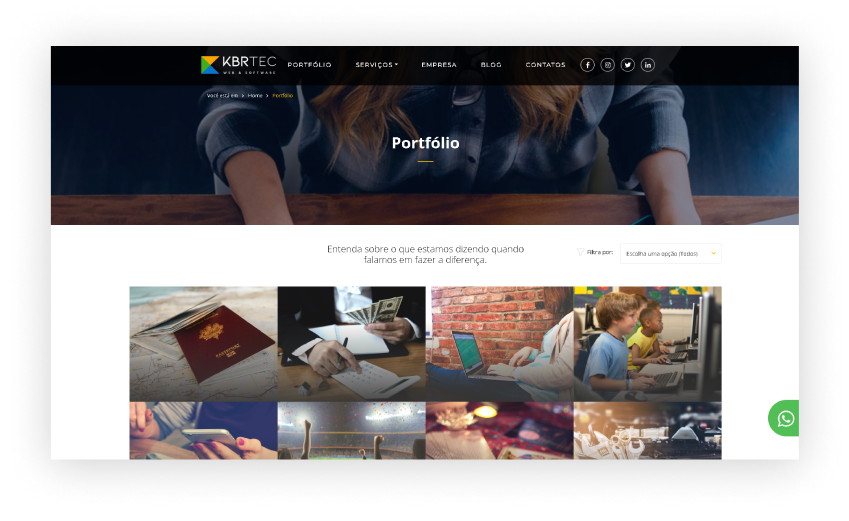 KBRTEC
WEB & SOFTWARE
PORTFÓLIO SERVIÇOS EMPRESA BLOG CONTATOS
Você está em > Home > Portfólio
Portfólio
Entenda sobre o que estamos dizendo quando
falamos em fazer a diferença.
Filtra por: Escolha uma opção (Todos)